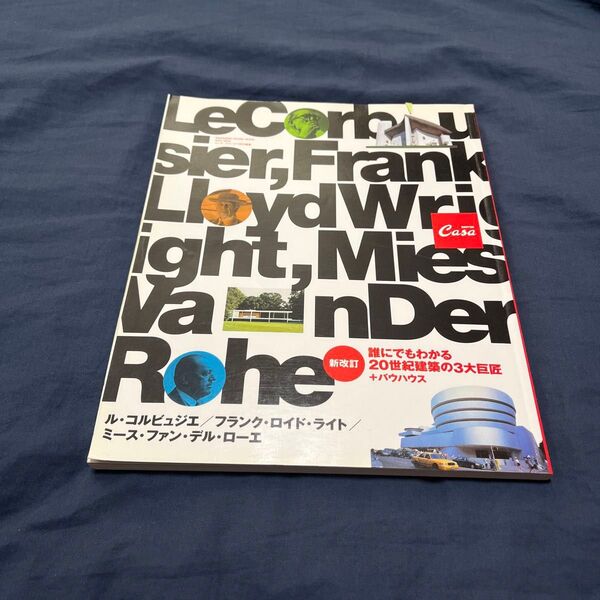 LeCorbu
sier, Frank
LloydWrig
ight, Mies
VanDer
Rohe
Casa
新改訂
誰にでもわかる
20世紀建築の3大巨匠
+バウハウス
ル・コルビュジエ/フランク・ロイド・ライト/
ミース・ファン・デル・ローエ